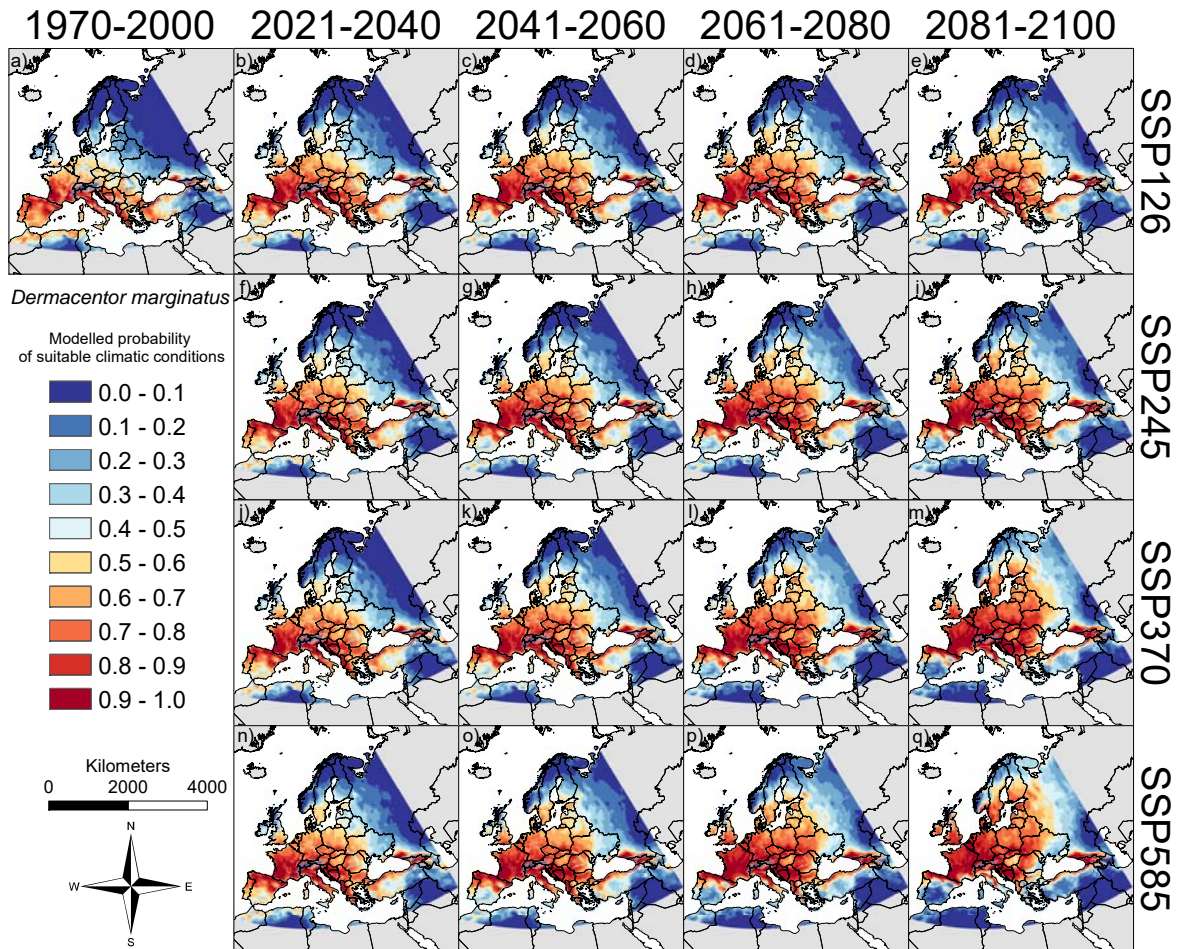 1970-2000 2021-2040 2041-2060 2061-2080 2081-2100
a) b) c) d) e)
SSP126
Dermacentor marginatus
Modelled probability
of suitable climatic conditions
0.0 - 0.1
0.1 - 0.2
0.2 - 0.3
0.3 - 0.4
0.4 - 0.5
0.5 - 0.6
0.6 - 0.7
0.7 - 0.8
0.8 - 0.9
0.9 - 1.0
f) g) h) i)
SSP245
j) k) l) m)
SSP370
Kilometers
0 2000 4000
N
W E
S
n) o) p) q)
SSP585